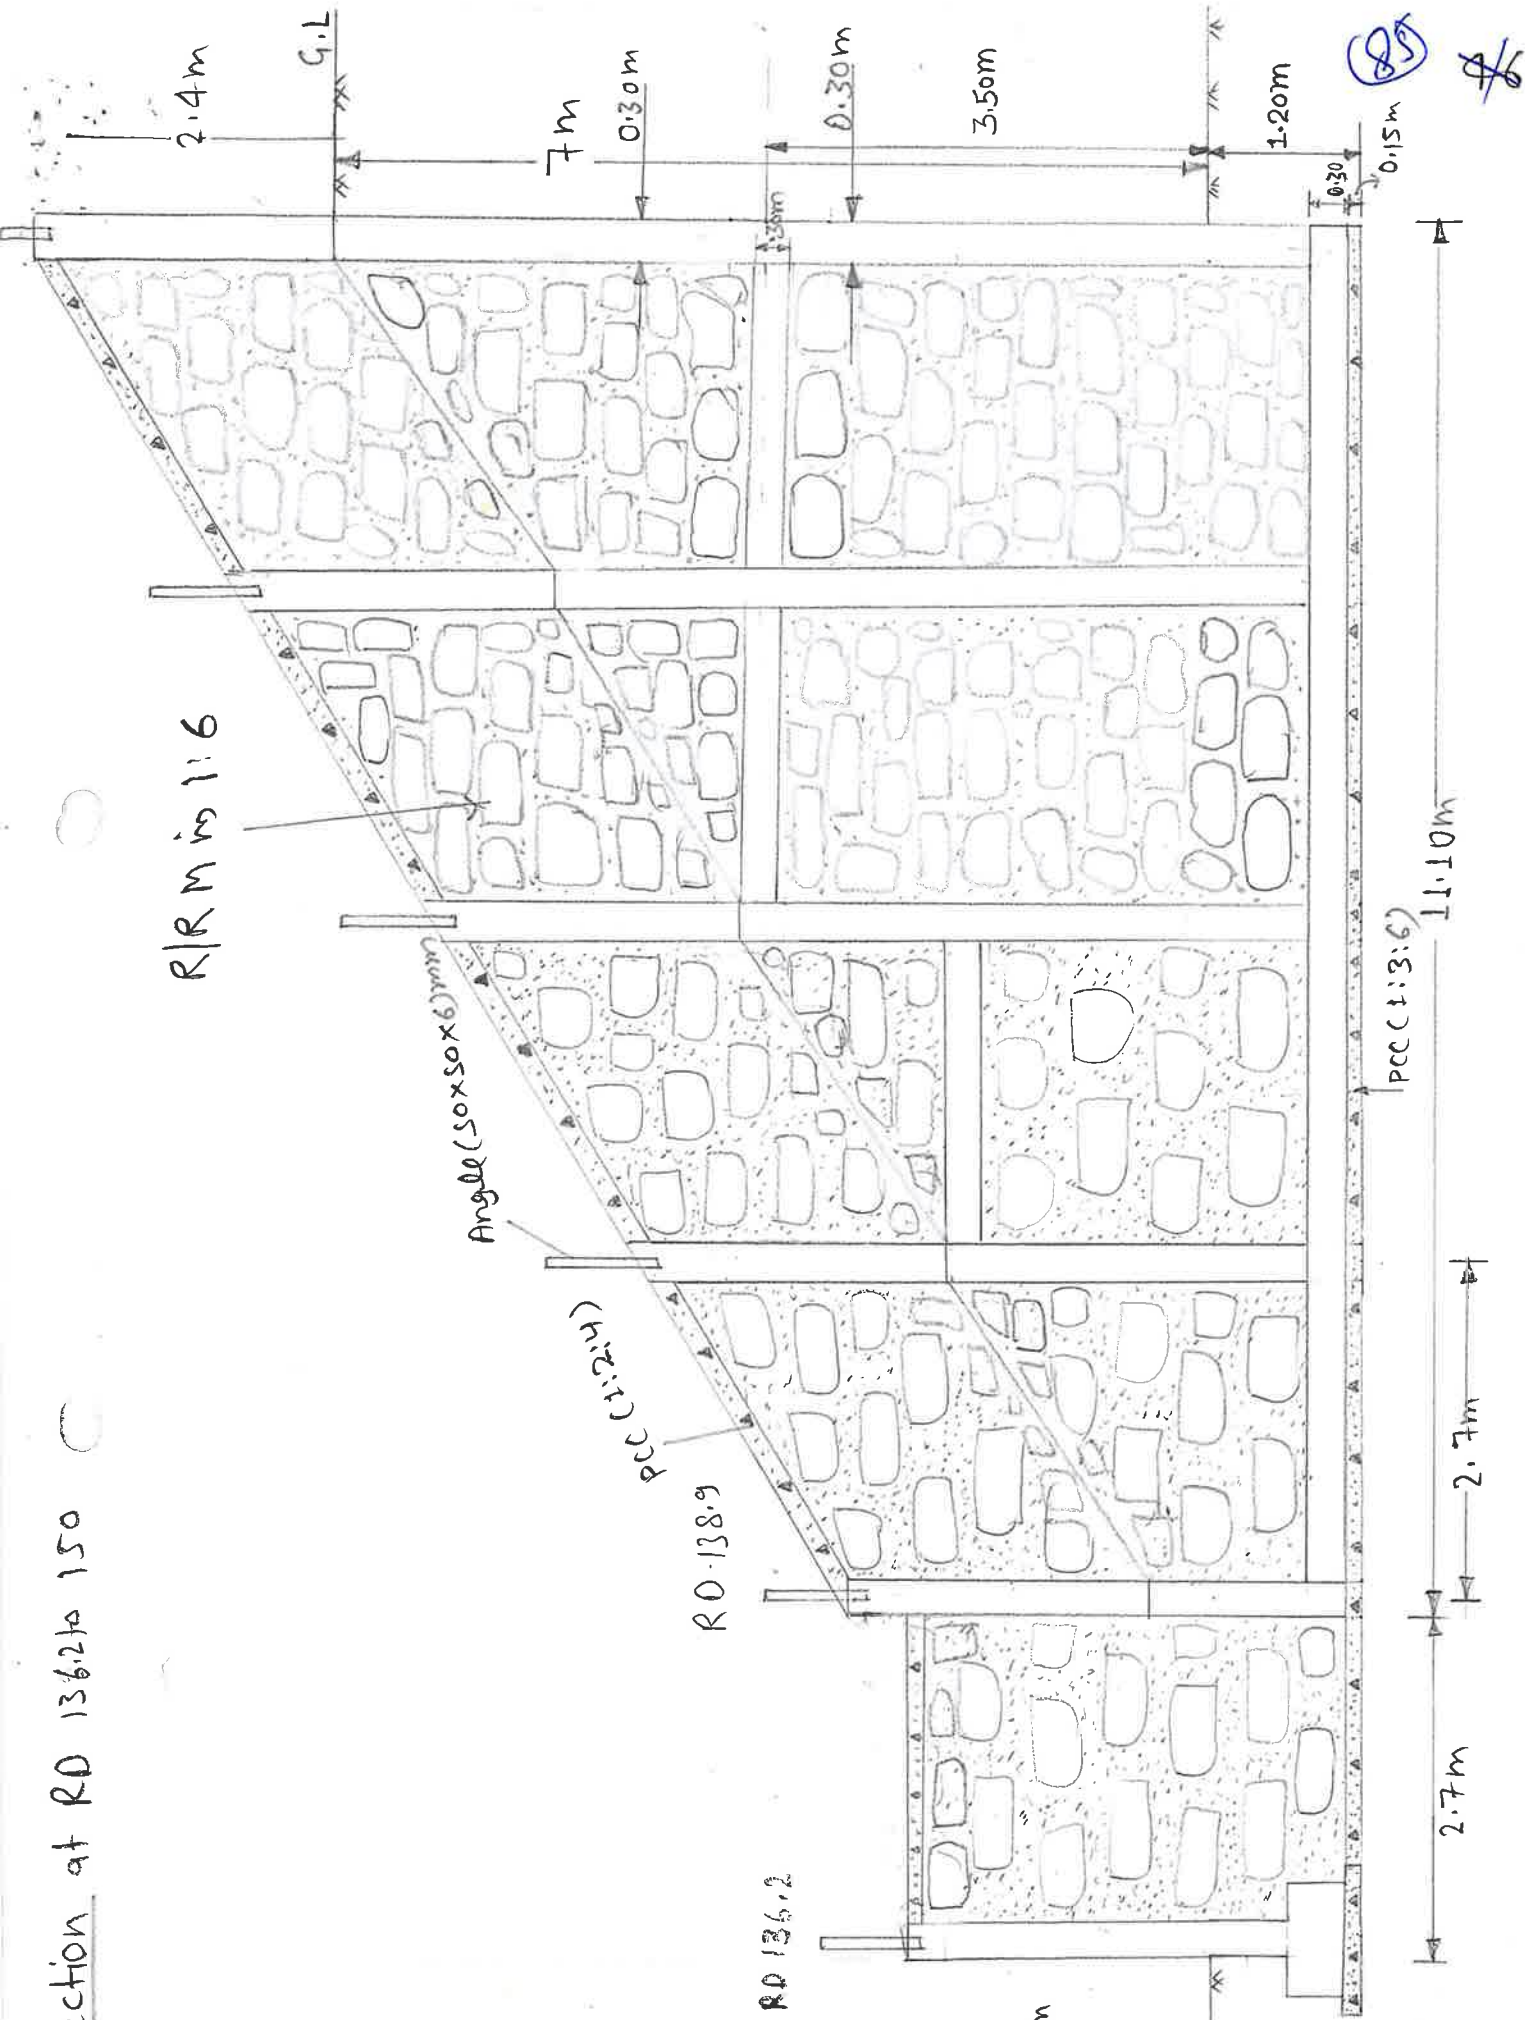 ction at RD 136.2 to 150
R/R M in 1:6
Angle (50x50x6)mm
PCC (1:2:4)
RD 138.9
RD 136.2
m
2.4m
G.L
7m
0.30m
0.30m
.30m
3.50m
1.20m
0.30
0.15m
85
PCC (1:3:6)
11.10m
2.7m
2.7m